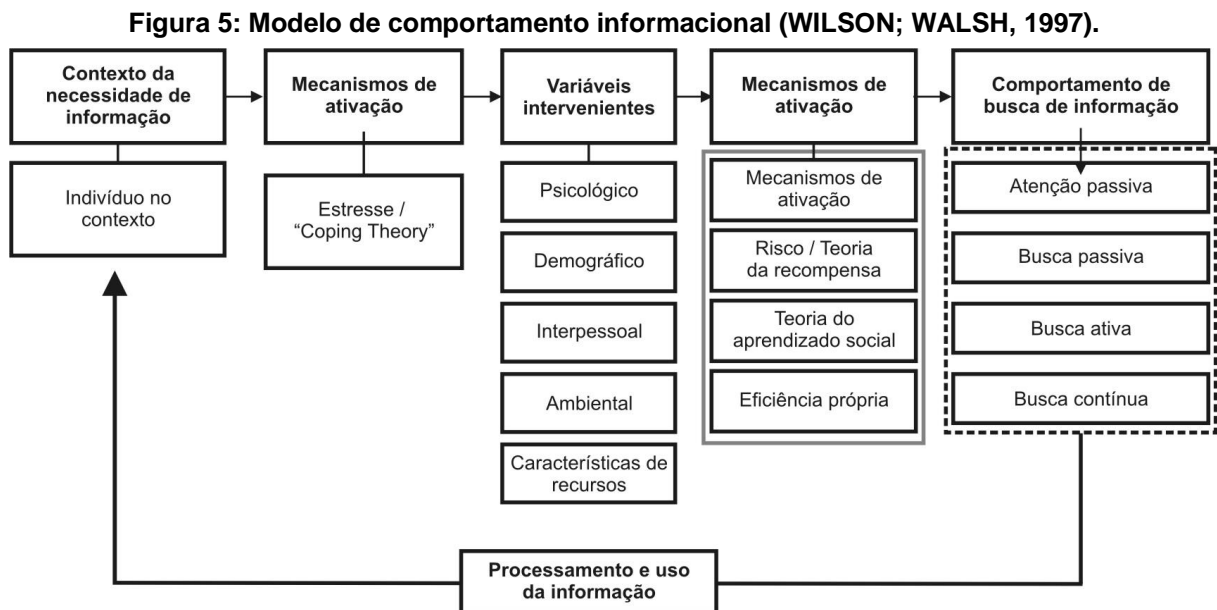 Figura 5: Modelo de comportamento informacional (WILSON; WALSH, 1997).
Contexto da
necessidade de
informação
Indivíduo no
contexto
Mecanismos de
ativação
Estresse /
“Coping Theory”
Variáveis
intervenientes
Psicológico
Demográfico
Interpessoal
Ambiental
Características de
recursos
Mecanismos de
ativação
Mecanismos de
ativação
Risco / Teoria
da recompensa
Teoria do
aprendizado social
Eficiência própria
Comportamento de
busca de informação
Atenção passiva
Busca passiva
Busca ativa
Busca contínua
Processamento e uso
da informação